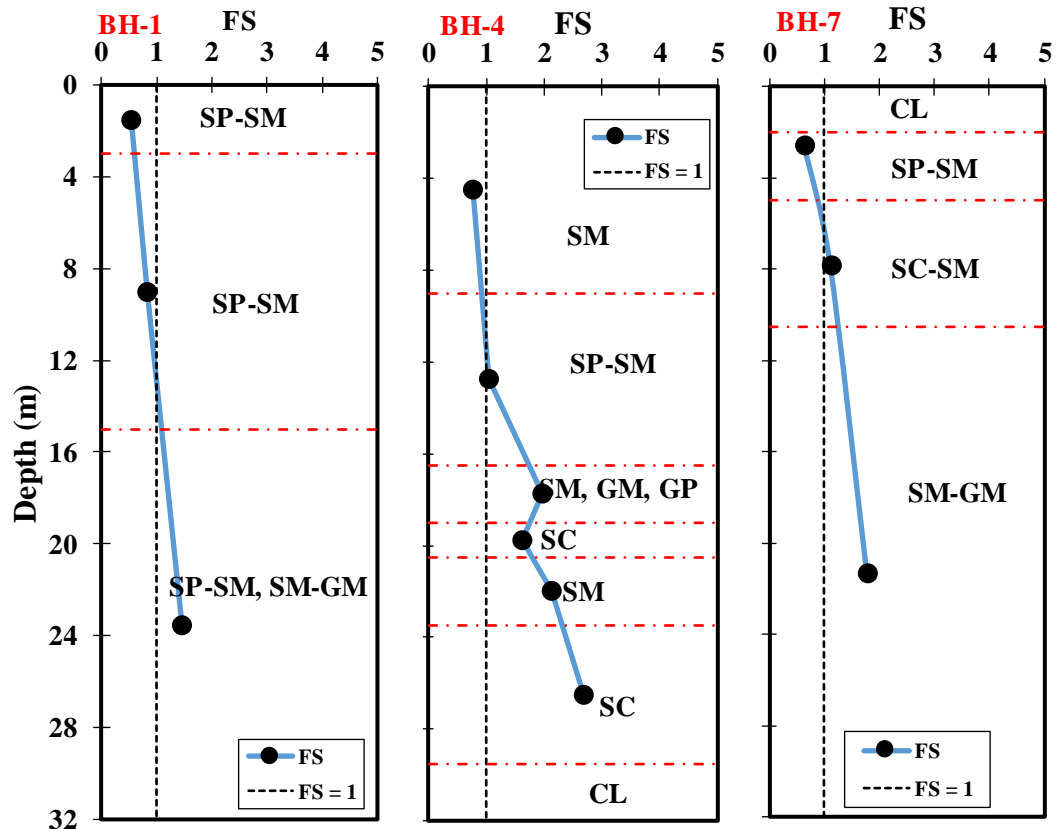 BH-1 FS
0 1 2 3 4 5
Depth (m)
0
4
8
12
16
20
24
28
32
SP-SM
SP-SM
SP-SM, SM-GM
FS
FS = 1
BH-4 FS
0 1 2 3 4 5
FS
FS = 1
SM
SP-SM
SM, GM, GP
SC
SM
SC
CL
BH-7 FS
0 1 2 3 4 5
CL
SP-SM
SC-SM
SM-GM
FS
FS = 1